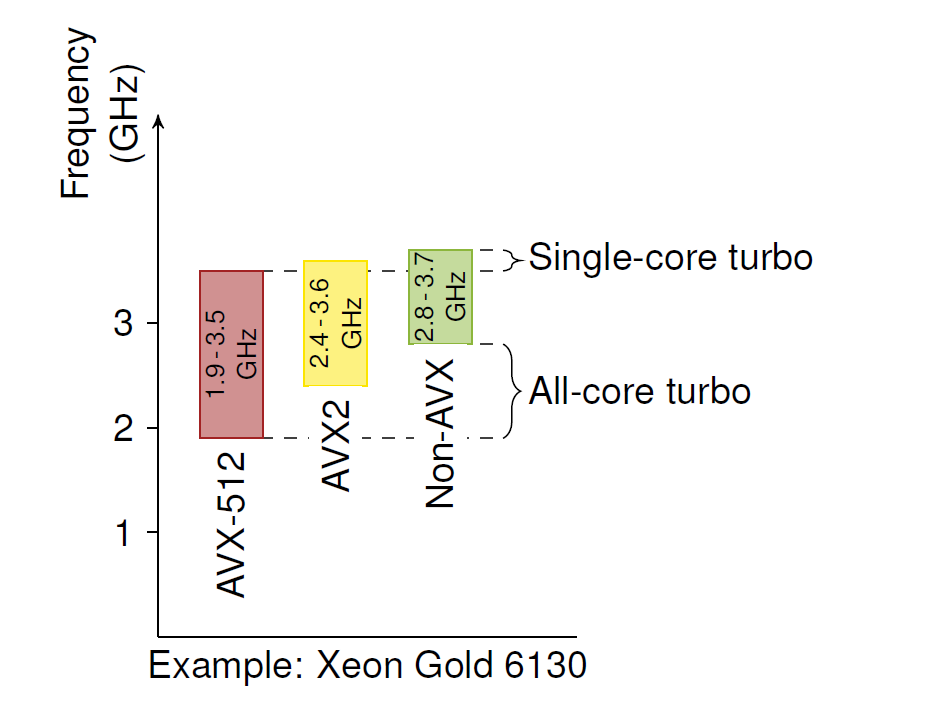 Frequency
(GHz)
Single-core turbo
3
1.9 - 3.5
GHz
2.4 - 3.6
GHz
2.8 - 3.7
GHz
All-core turbo
2
AVX-512
AVX2
Non-AVX
1
Example: Xeon Gold 6130